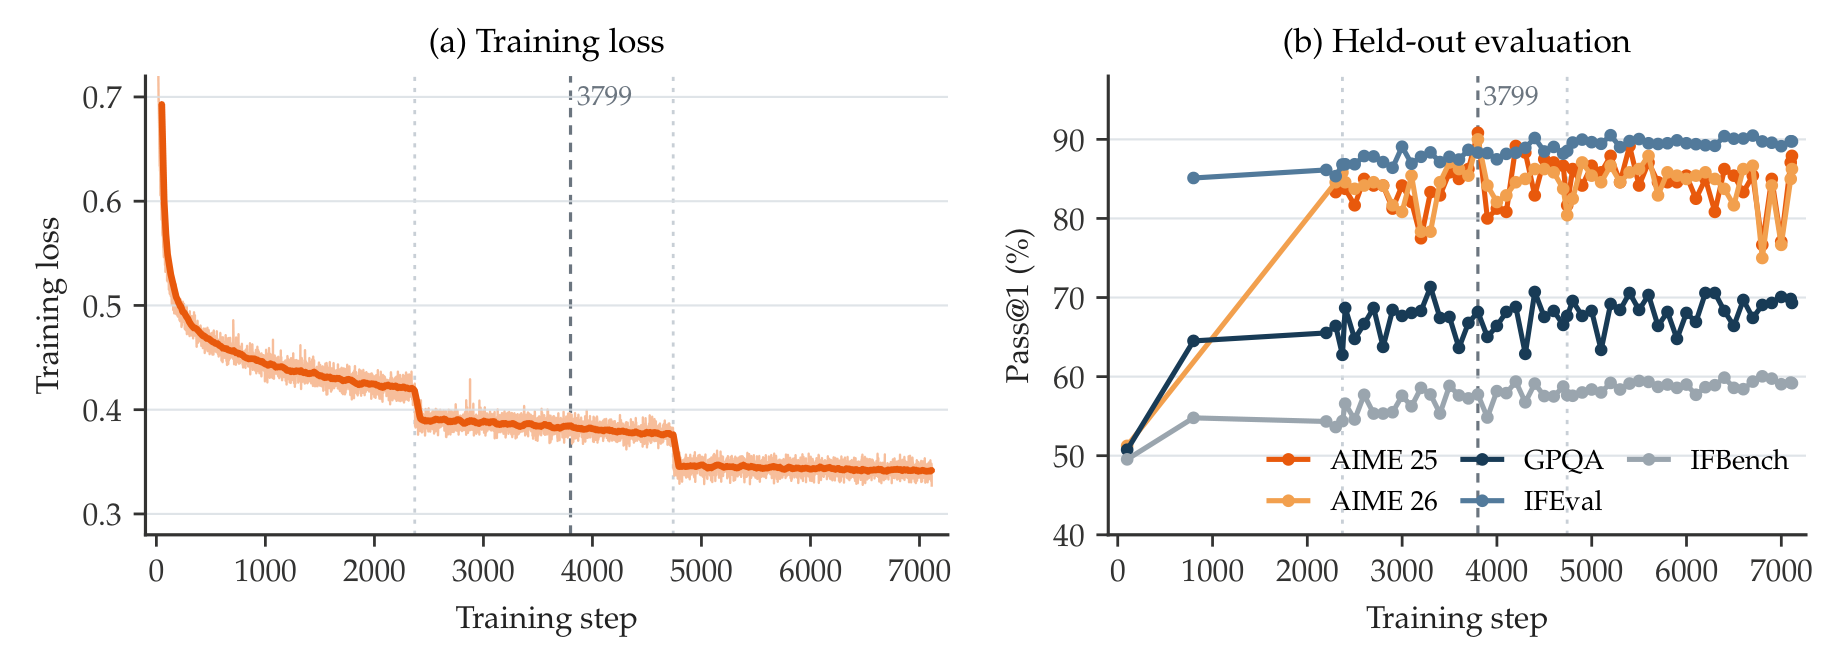 (a) Training loss
3799
0.7
0.6
0.5
0.4
0.3
Training loss
0 1000 2000 3000 4000 5000 6000 7000
Training step
(b) Held-out evaluation
3799
90
80
70
60
50
40
Pass@1 (%)
AIME 25 GPQA IFBench
AIME 26 IFEval
0 1000 2000 3000 4000 5000 6000 7000
Training step